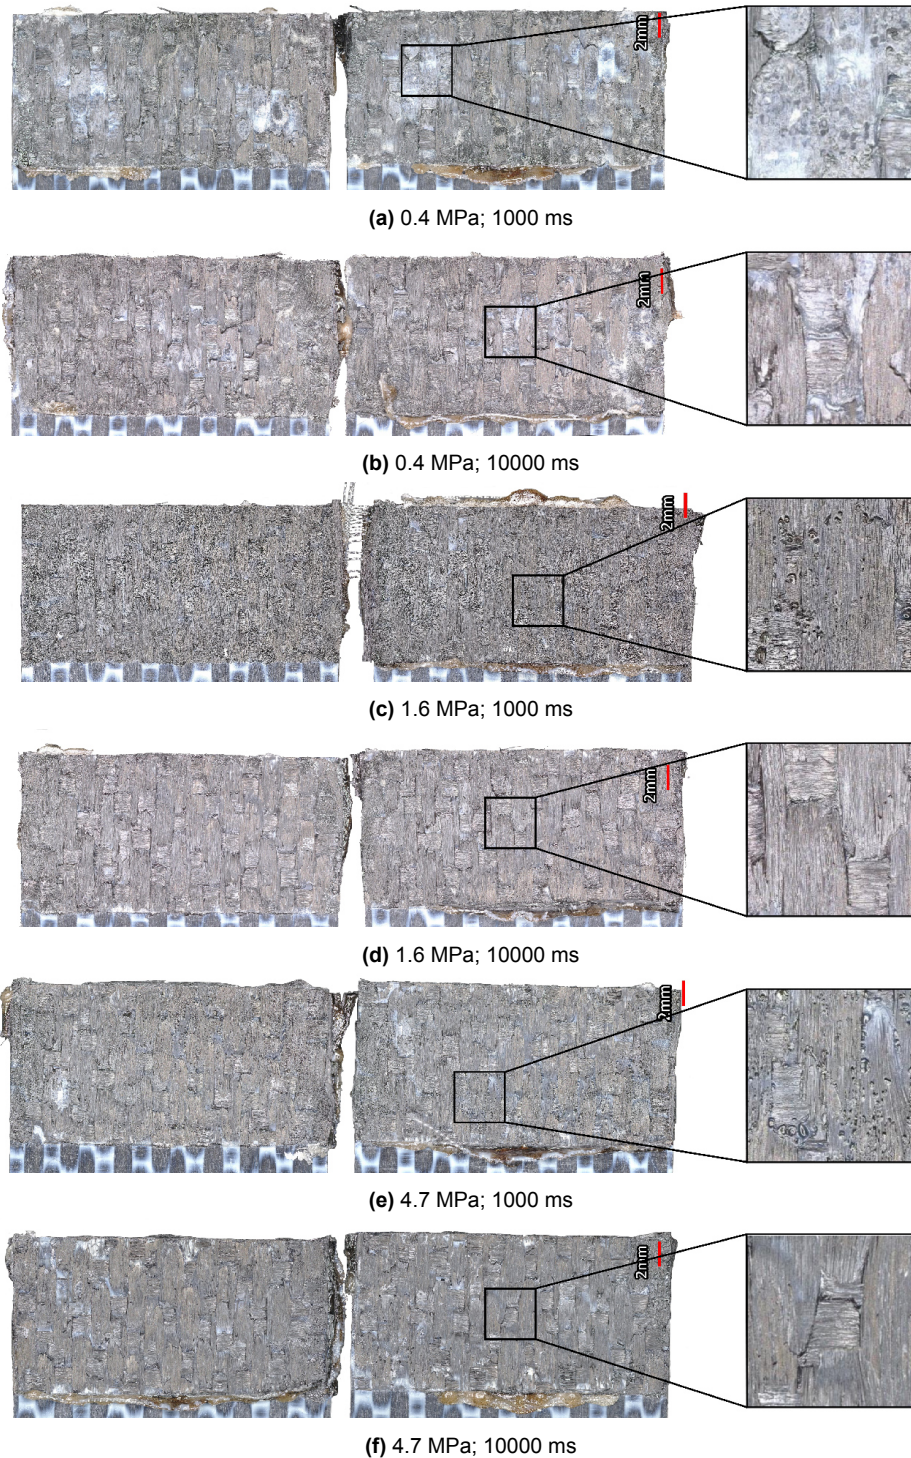 2mm
(a) 0.4 MPa; 1000 ms
2mm
(b) 0.4 MPa; 10000 ms
2mm
(c) 1.6 MPa; 1000 ms
2mm
(d) 1.6 MPa; 10000 ms
2mm
(e) 4.7 MPa; 1000 ms
2mm
(f) 4.7 MPa; 10000 ms